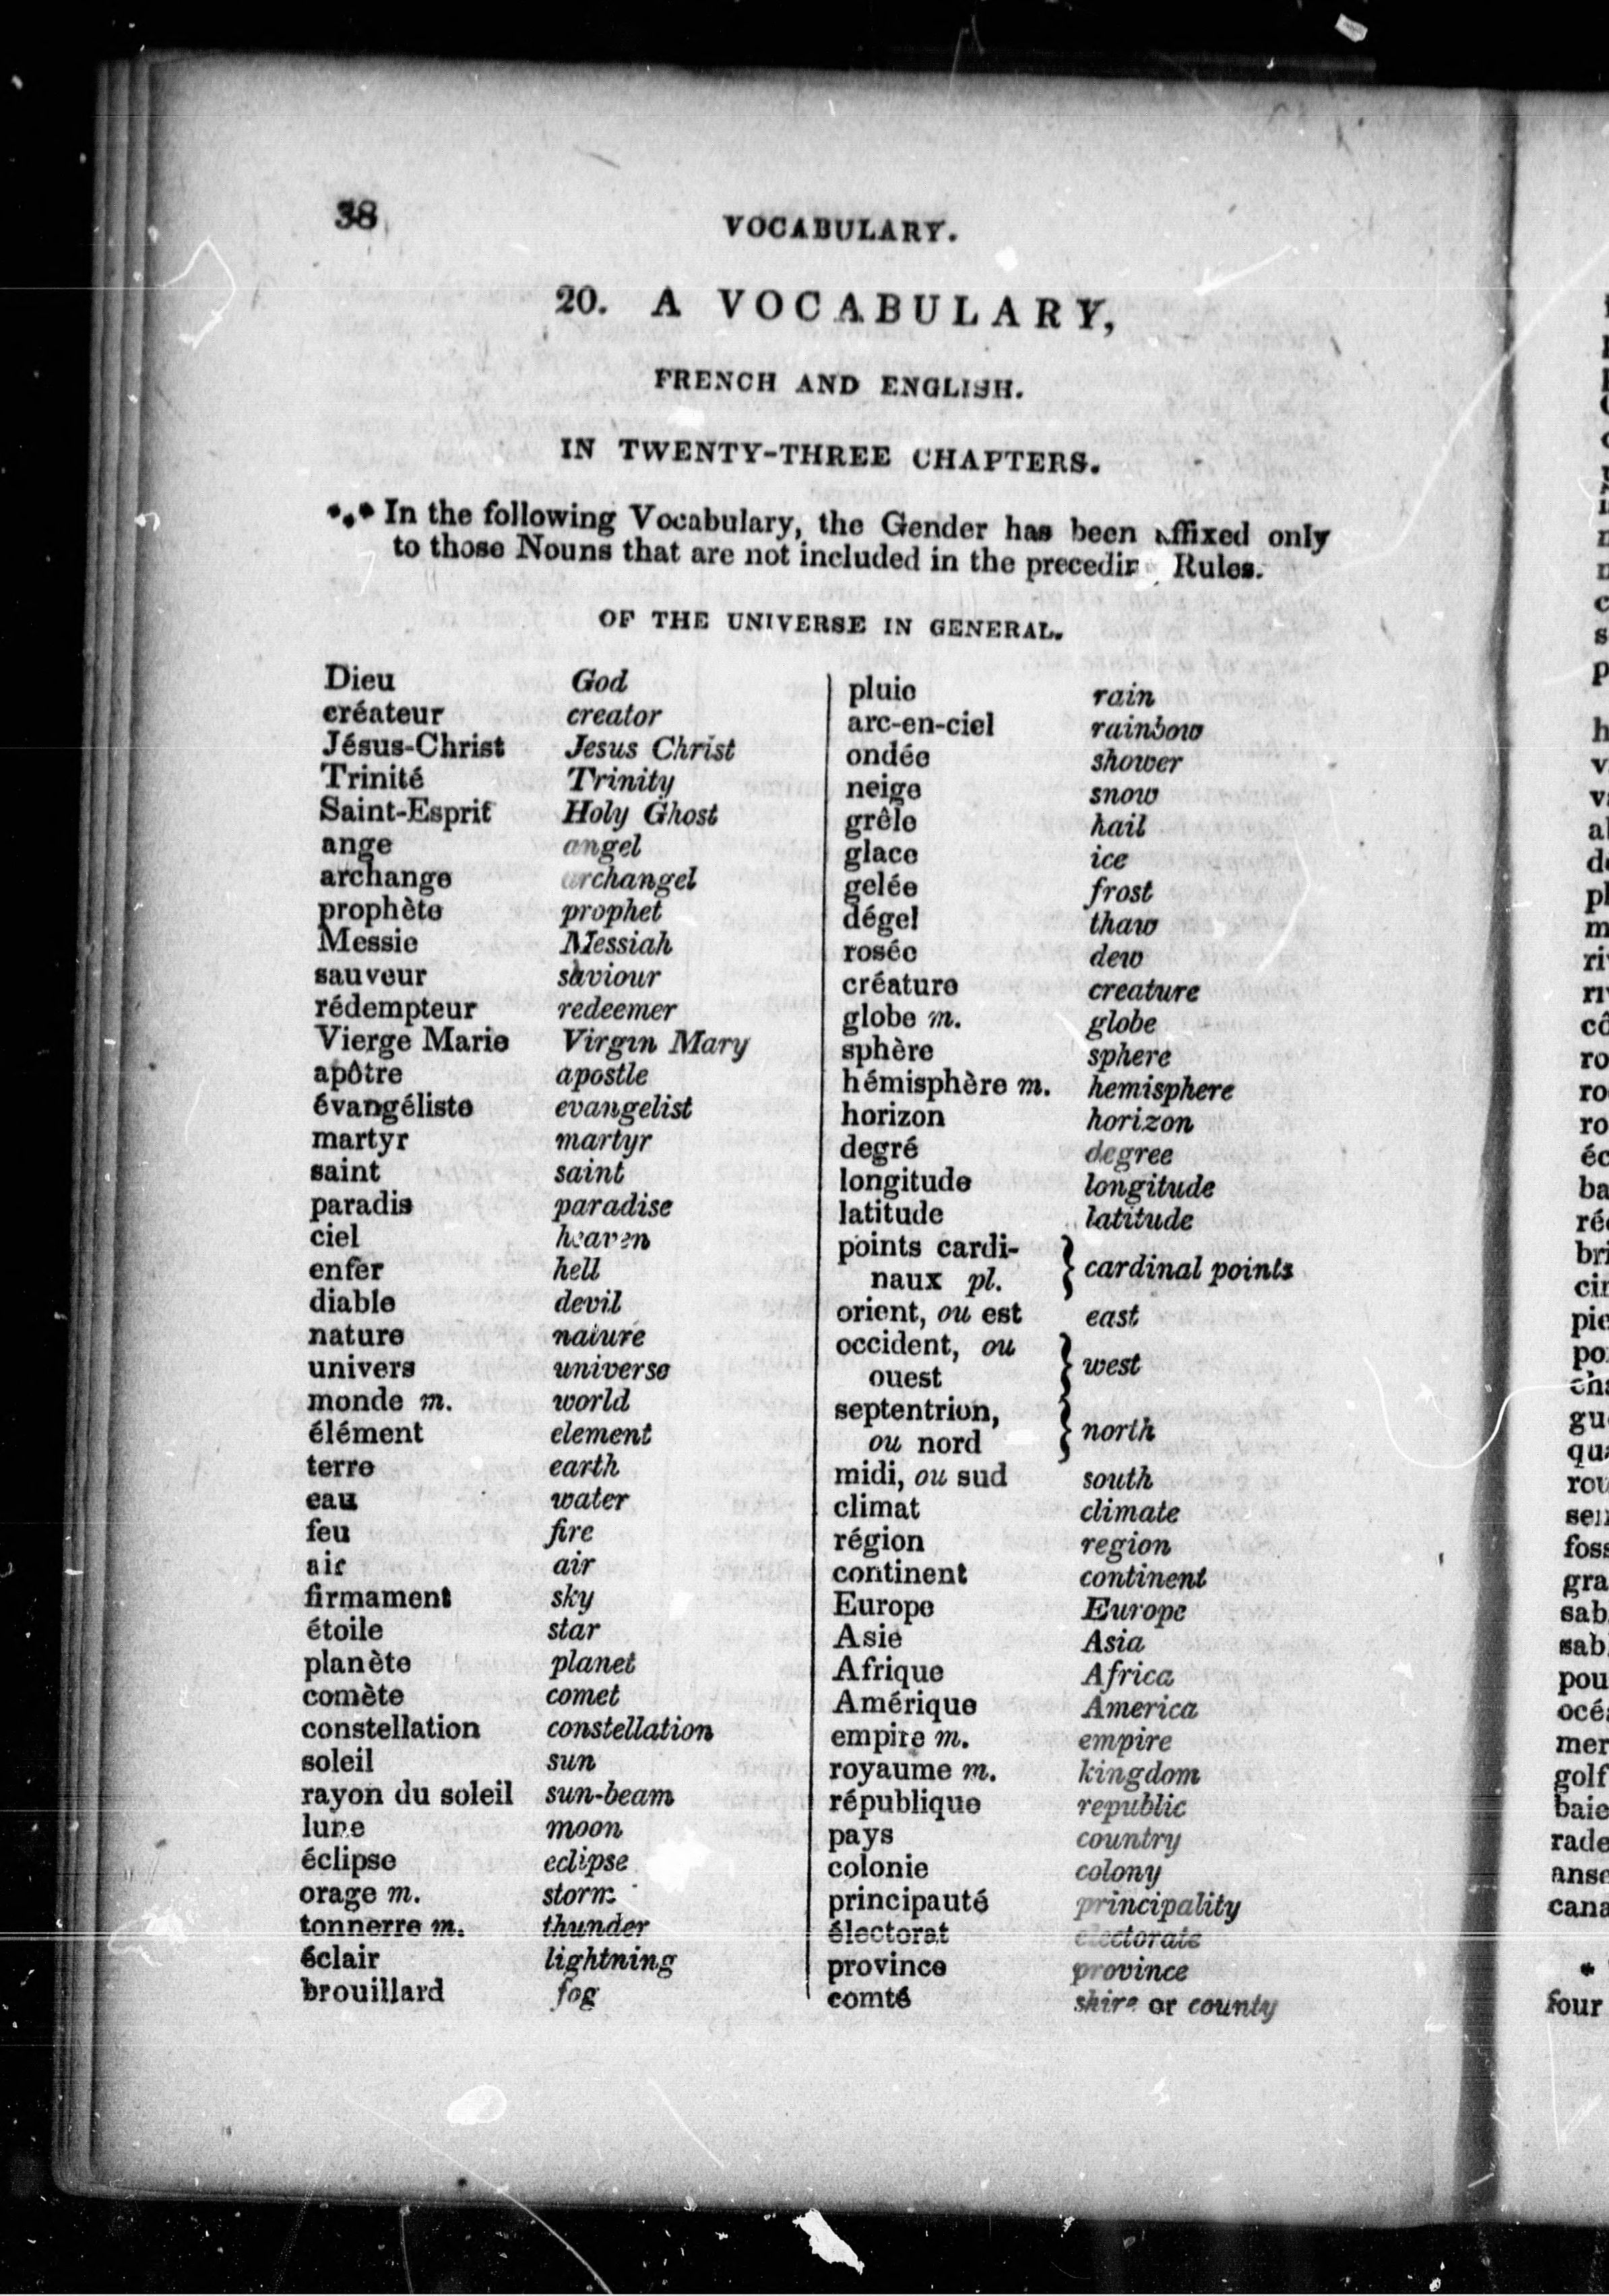 38
VOCABULARY.
20. A VOCABULARY,
FRENCH AND ENGLISH.
IN TWENTY-THREE CHAPTERS.
*** In the following Vocabulary, the Gender has been affixed only
to those Nouns that are not included in the preceding Rules.
OF THE UNIVERSE IN GENERAL.
Dieu God
créateur creator
Jésus-Christ Jesus Christ
Trinité Trinity
Saint-Esprit Holy Ghost
ange angel
archange archangel
prophète prophet
Messie Messiah
sauveur saviour
rédempteur redeemer
Vierge Marie Virgin Mary
apôtre apostle
évangéliste evangelist
martyr martyr
saint saint
paradis paradise
ciel heaven
enfer hell
diable devil
nature nature
univers universe
monde m. world
élément element
terre earth
eau water
feu fire
air air
firmament sky
étoile star
planète planet
comète comet
constellation constellation
soleil sun
rayon du soleil sun-beam
lune moon
éclipse eclipse
orage m. storm
tonnerre m. thunder
éclair lightning
brouillard fog
pluie rain
arc-en-ciel rainbow
ondée shower
neige snow
grêle hail
glace ice
gelée frost
dégel thaw
rosée dew
créature creature
globe m. globe
sphère sphere
hémisphère m. hemisphere
horizon horizon
degré degree
longitude longitude
latitude latitude
points cardi-
naux pl. } cardinal points
orient, ou est east
occident, ou
ouest } west
septentrion,
ou nord } north
midi, ou sud south
climat climate
région region
continent continent
Europe Europe
Asie Asia
Afrique Africa
Amérique America
empire m. empire
royaume m. kingdom
république republic
pays country
colonie colony
principauté principality
électorat electorate
province province
comté shire or county